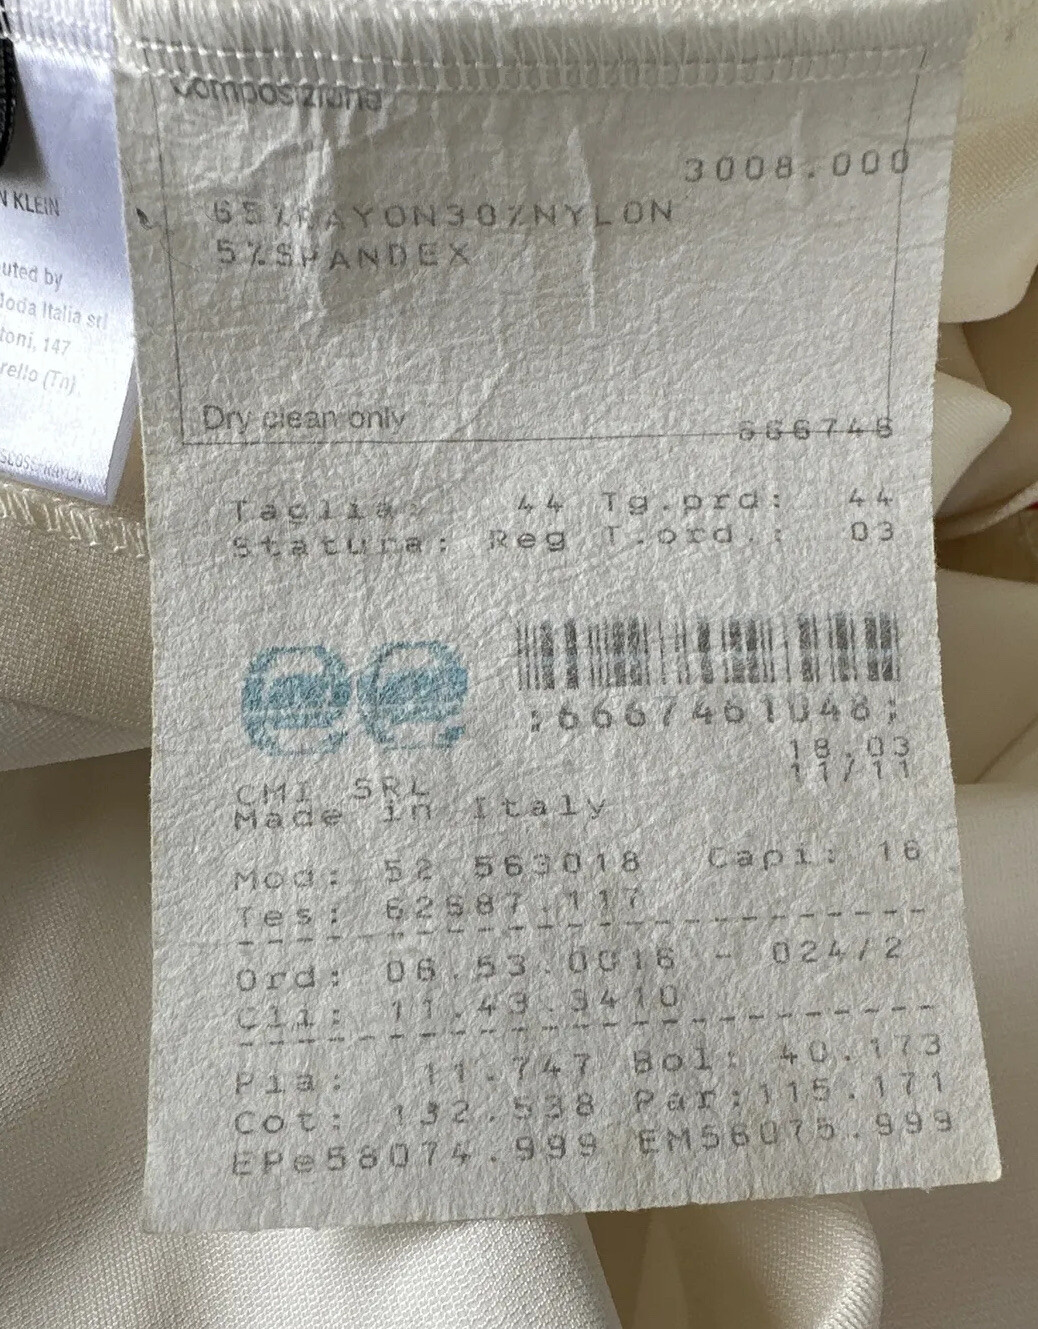 N KLEIN
uted by
Moda Italia srl
toni, 147
rello (Tn)
Composizione
3008.000
65%RAYON30%NYLON
5%SPANDEX
Dry clean only
666746
Taglia: 44 Tg.prd: 44
Statura: Reg T.ord.: 03
;6667461048;
18.03
11/11
CMI SRL
Made in Italy
Mod: 52 563018 Capi: 16
Tes: 62587.117
Ord: 06.53.0016 - 024/2
Cli: 11.43.3410
Pia: 11.747 Bol: 40.173
Cot: 132.538 Par:115.171
EPe58074.999 EM56075.999